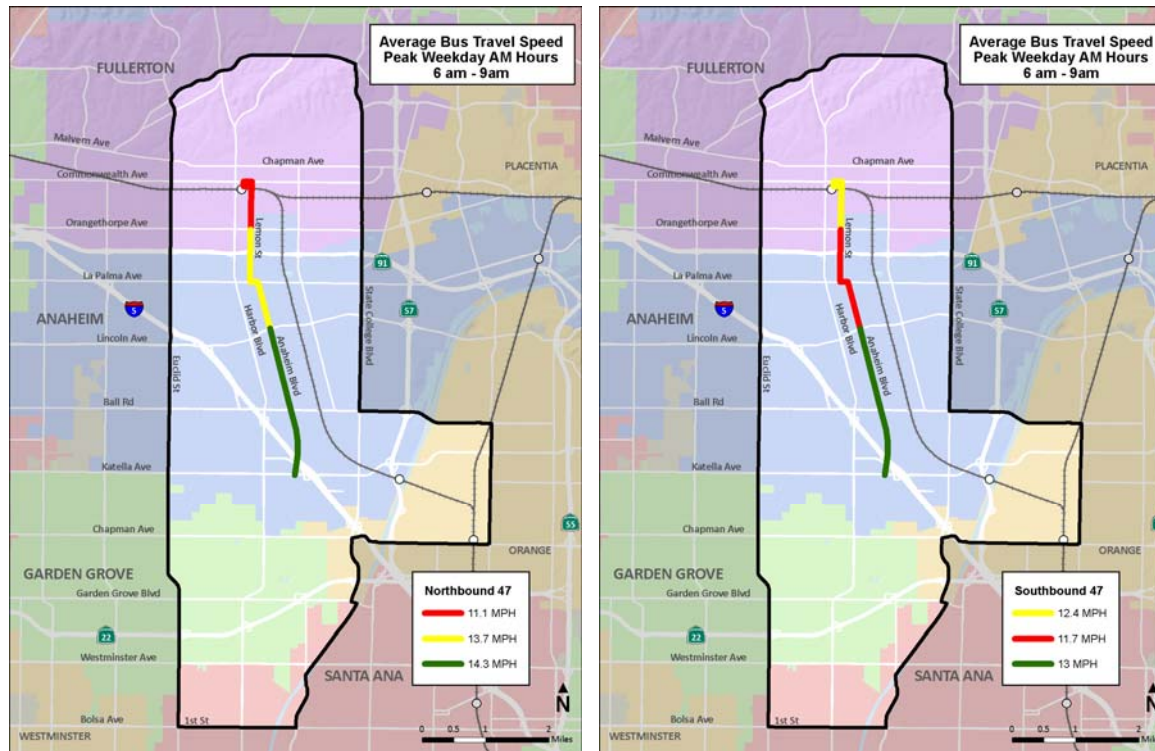 Average Bus Travel Speed
Peak Weekday AM Hours
6 am - 9am
FULLERTON
Malvern Ave
Chapman Ave
PLACENTIA
Commonwealth Ave
Orangethorpe Ave
Lemon St
La Palma Ave
91
State College Blvd
57
5
ANAHEIM
Harbor Blvd
Lincoln Ave
Anaheim Blvd
Euclid St
Ball Rd
Katella Ave
Chapman Ave
55
ORANGE
GARDEN GROVE
Garden Grove Blvd
22
Westminster Ave
SANTA ANA
Bolsa Ave
1st St
WESTMINSTER
Northbound 47
11.1 MPH
13.7 MPH
14.3 MPH
N
0 0.5 1 2
Miles
Average Bus Travel Speed
Peak Weekday AM Hours
6 am - 9am
FULLERTON
Malvern Ave
Chapman Ave
PLACENTIA
Commonwealth Ave
Orangethorpe Ave
Lemon St
La Palma Ave
91
State College Blvd
57
5
ANAHEIM
Harbor Blvd
Lincoln Ave
Anaheim Blvd
Euclid St
Ball Rd
Katella Ave
Chapman Ave
ORANGE
GARDEN GROVE
Garden Grove Blvd
22
Westminster Ave
SANTA ANA
Bolsa Ave
1st St
WESTMINSTER
Southbound 47
12.4 MPH
11.7 MPH
13 MPH
N
0 0.5 1 2
Miles